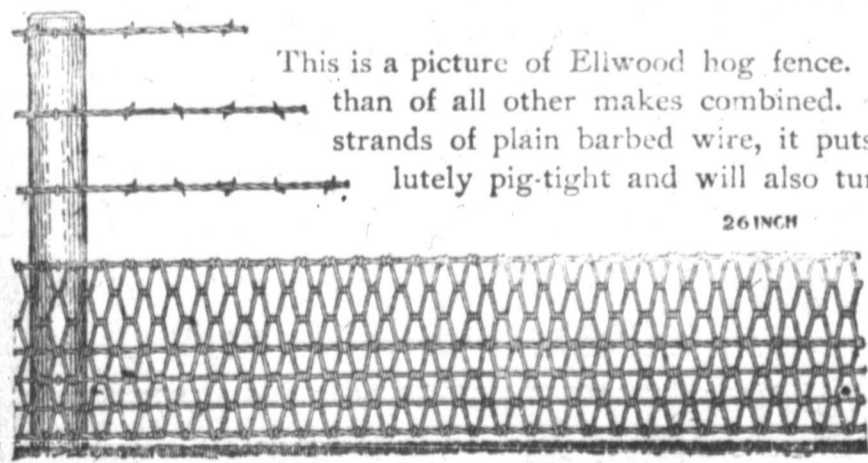 This is a picture of Ellwood hog fence.
than of all other makes combined.
strands of plain barbed wire, it puts
lutely pig-tight and will also tur
26 INCH